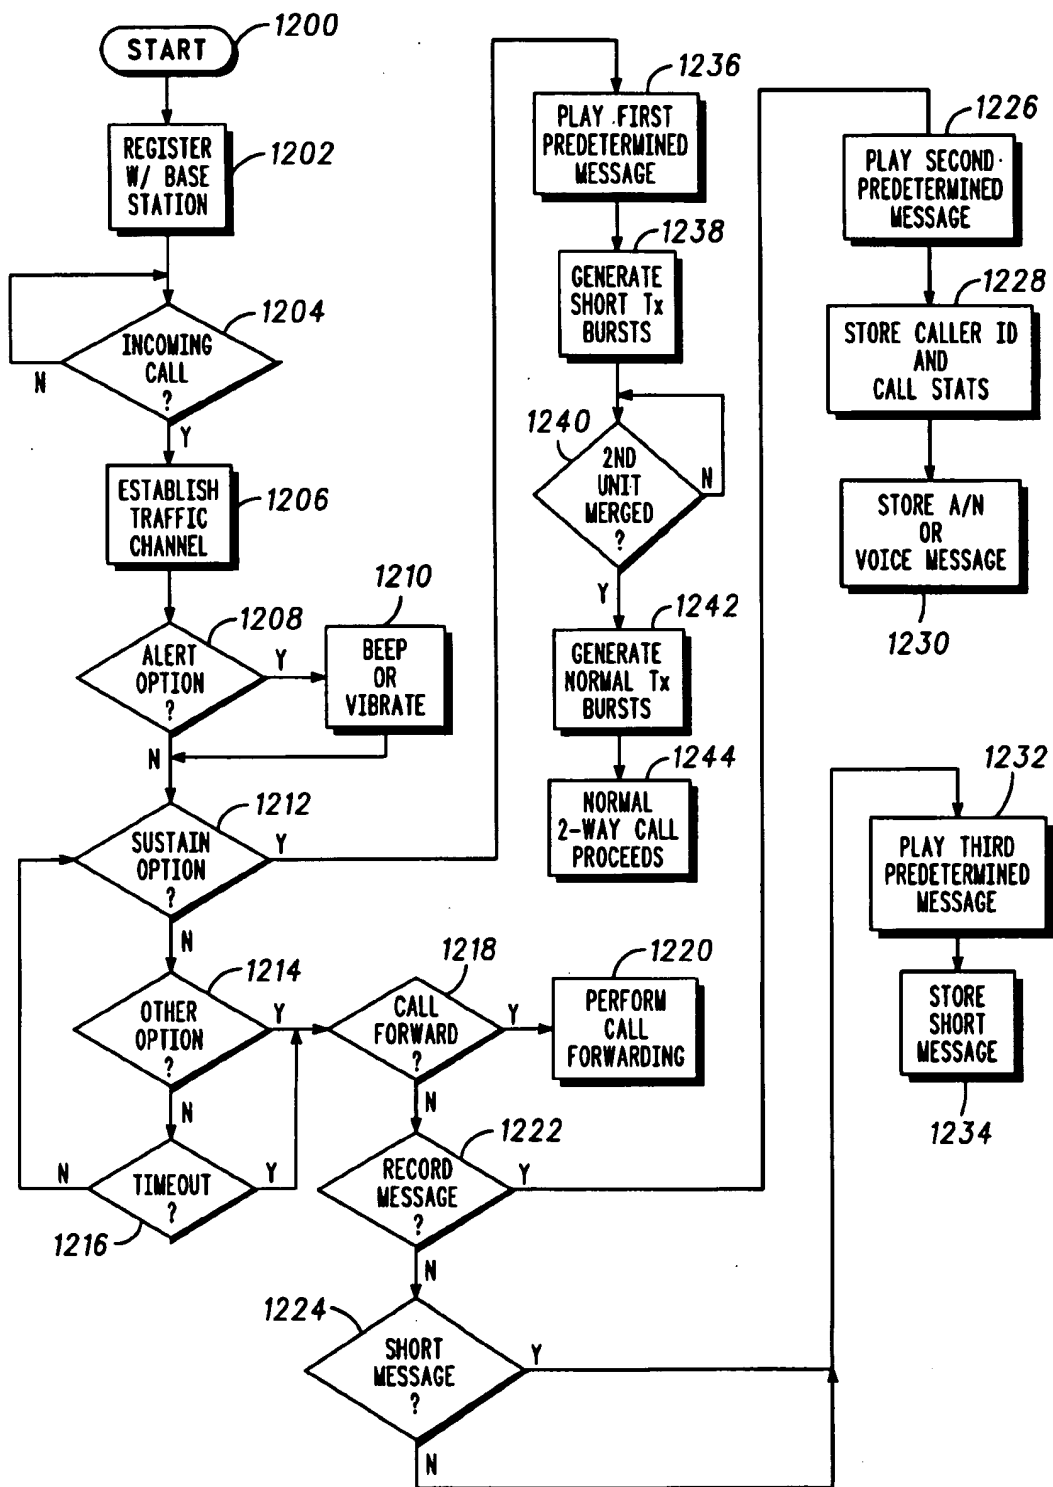 START
1200
REGISTER
W/ BASE
STATION
1202
INCOMING
CALL
?
1204
N
Y
ESTABLISH
TRAFFIC
CHANNEL
1206
ALERT
OPTION
?
1208
Y
N
BEEP
OR
VIBRATE
1210
SUSTAIN
OPTION
?
1212
Y
N
OTHER
OPTION
?
1214
Y
N
TIMEOUT
?
1216
N
Y
CALL
FORWARD
?
1218
Y
N
PERFORM
CALL
FORWARDING
1220
RECORD
MESSAGE
?
1222
Y
N
SHORT
MESSAGE
?
1224
Y
N
PLAY FIRST
PREDETERMINED
MESSAGE
1236
GENERATE
SHORT Tx
BURSTS
1238
2ND
UNIT
MERGED
?
1240
N
Y
GENERATE
NORMAL Tx
BURSTS
1242
NORMAL
2-WAY CALL
PROCEEDS
1244
PLAY SECOND
PREDETERMINED
MESSAGE
1226
STORE CALLER ID
AND
CALL STATS
1228
STORE A/N
OR
VOICE MESSAGE
1230
PLAY THIRD
PREDETERMINED
MESSAGE
1232
STORE
SHORT
MESSAGE
1234